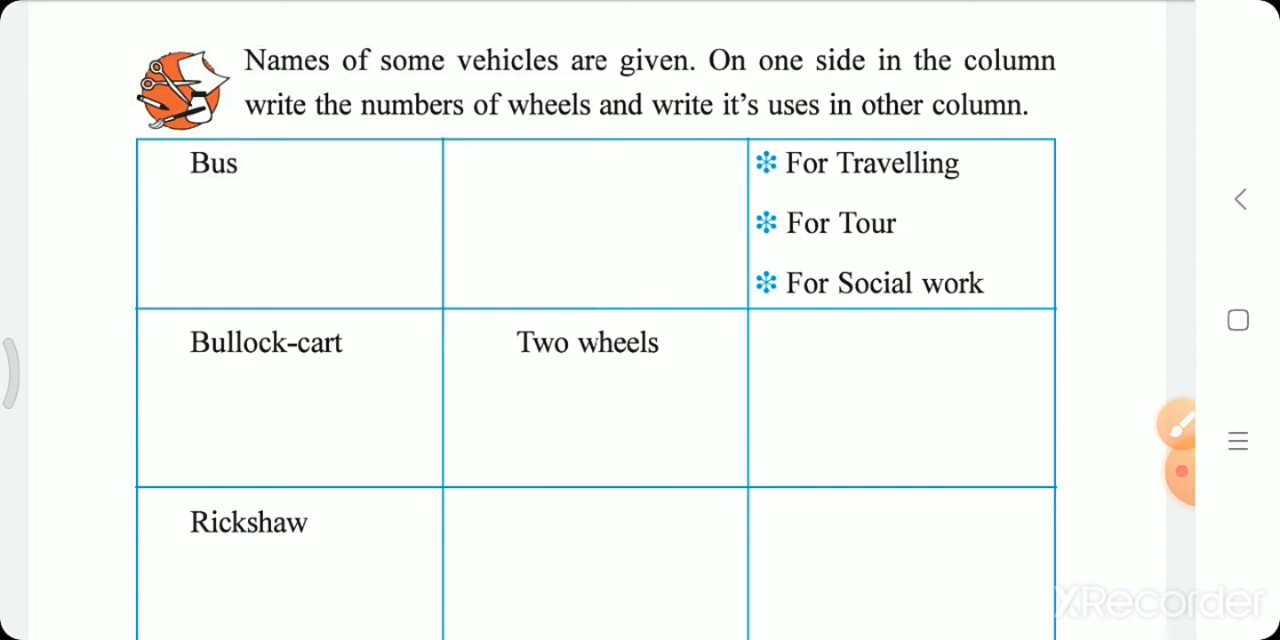 Names of some vehicles are given. On one side in the column
write the numbers of wheels and write it's uses in other column.
Bus
❇ For Travelling
❇ For Tour
❇ For Social work
Bullock-cart
Two wheels
Rickshaw
XRecorder